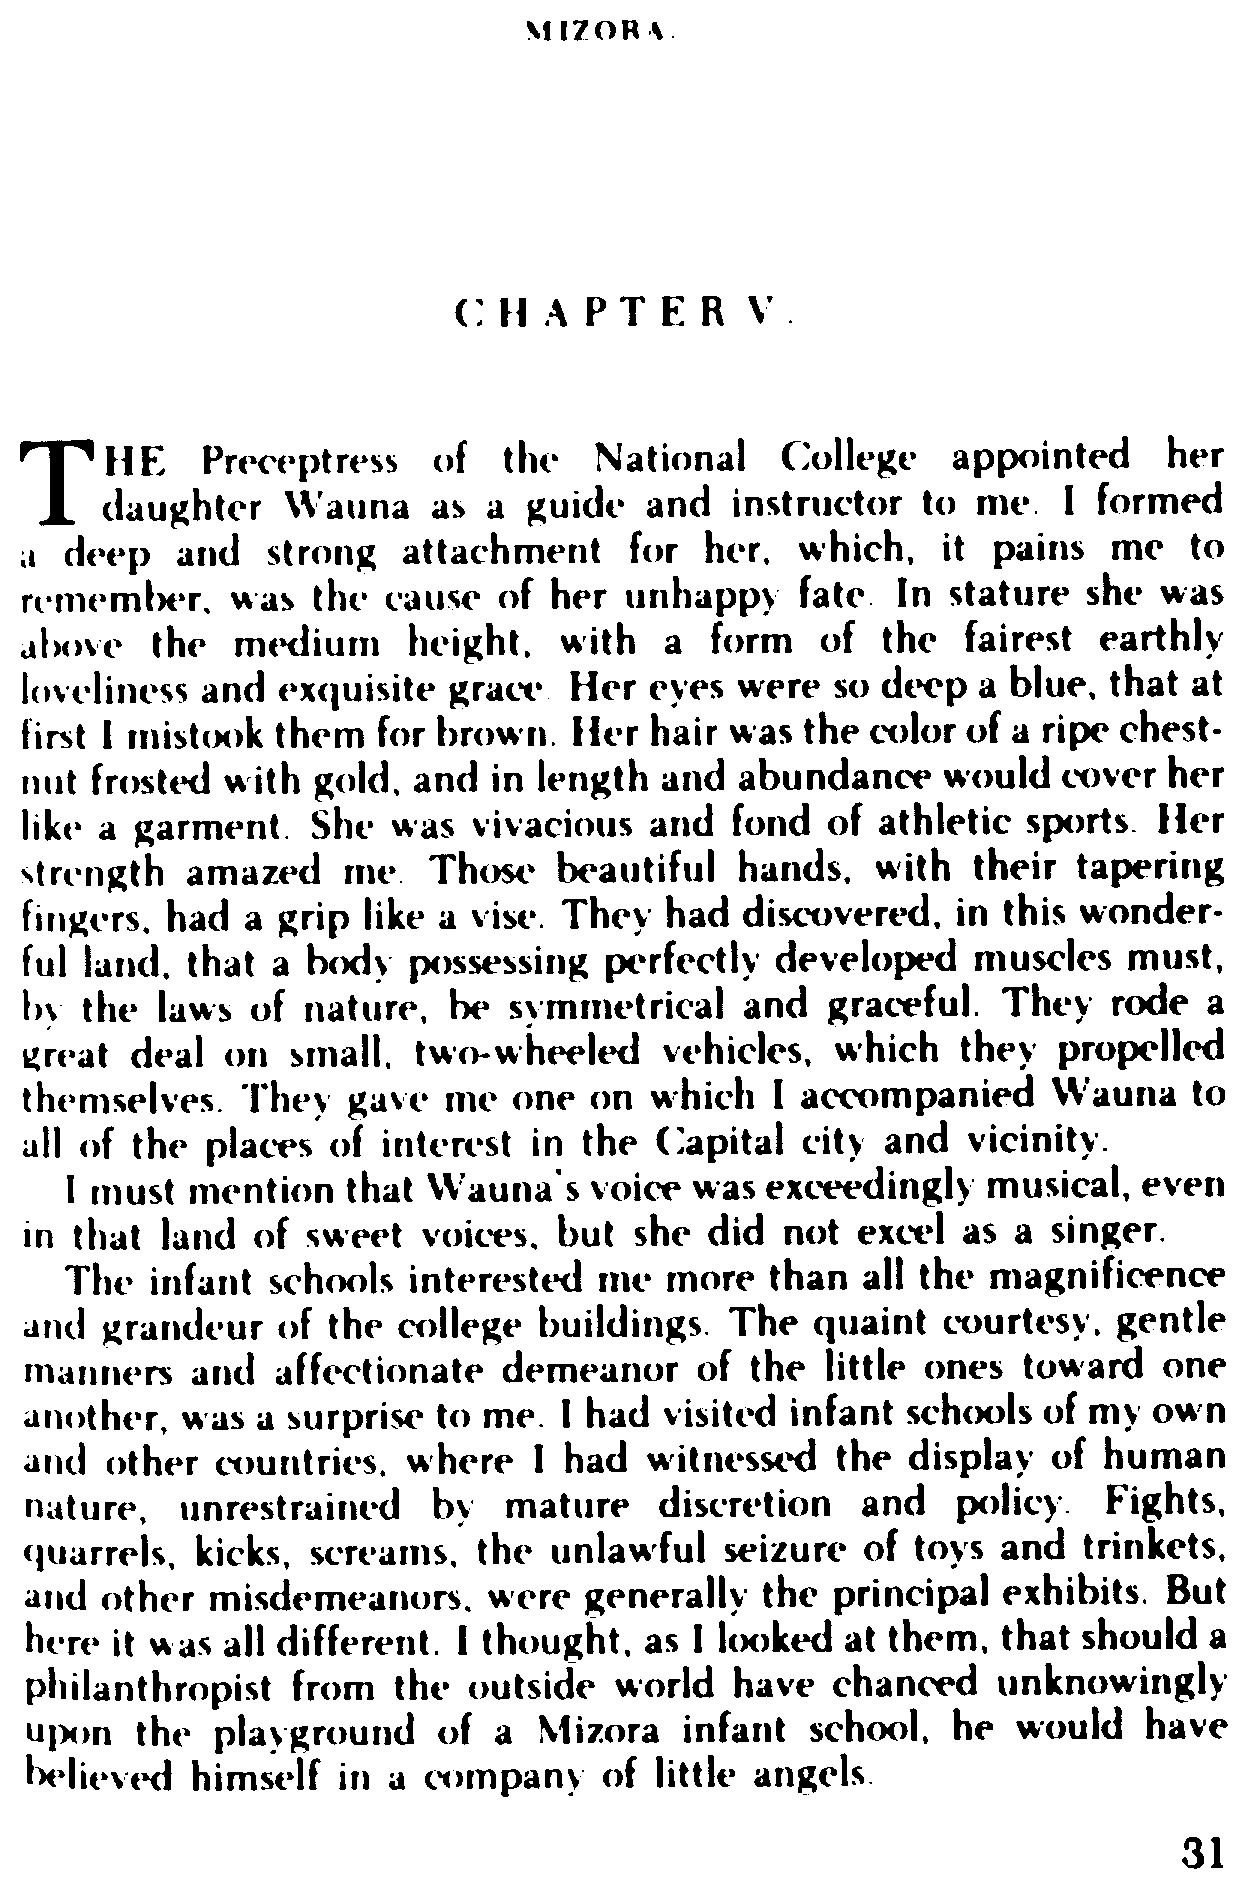 MIZORA.
CHAPTER V.
THE Preceptress of the National College appointed her
daughter Wauna as a guide and instructor to me. I formed
a deep and strong attachment for her, which, it pains me to
remember, was the cause of her unhappy fate. In stature she was
above the medium height, with a form of the fairest earthly
loveliness and exquisite grace. Her eyes were so deep a blue, that at
first I mistook them for brown. Her hair was the color of a ripe chest-
nut frosted with gold, and in length and abundance would cover her
like a garment. She was vivacious and fond of athletic sports. Her
strength amazed me. Those beautiful hands, with their tapering
fingers, had a grip like a vise. They had discovered, in this wonder-
ful land, that a body possessing perfectly developed muscles must,
by the laws of nature, be symmetrical and graceful. They rode a
great deal on small, two-wheeled vehicles, which they propelled
themselves. They gave me one on which I accompanied Wauna to
all of the places of interest in the Capital city and vicinity.
I must mention that Wauna's voice was exceedingly musical, even
in that land of sweet voices, but she did not excel as a singer.
The infant schools interested me more than all the magnificence
and grandeur of the college buildings. The quaint courtesy, gentle
manners and affectionate demeanor of the little ones toward one
another, was a surprise to me. I had visited infant schools of my own
and other countries, where I had witnessed the display of human
nature, unrestrained by mature discretion and policy. Fights,
quarrels, kicks, screams, the unlawful seizure of toys and trinkets,
and other misdemeanors, were generally the principal exhibits. But
here it was all different. I thought, as I looked at them, that should a
philanthropist from the outside world have chanced unknowingly
upon the playground of a Mizora infant school, he would have
believed himself in a company of little angels.
31